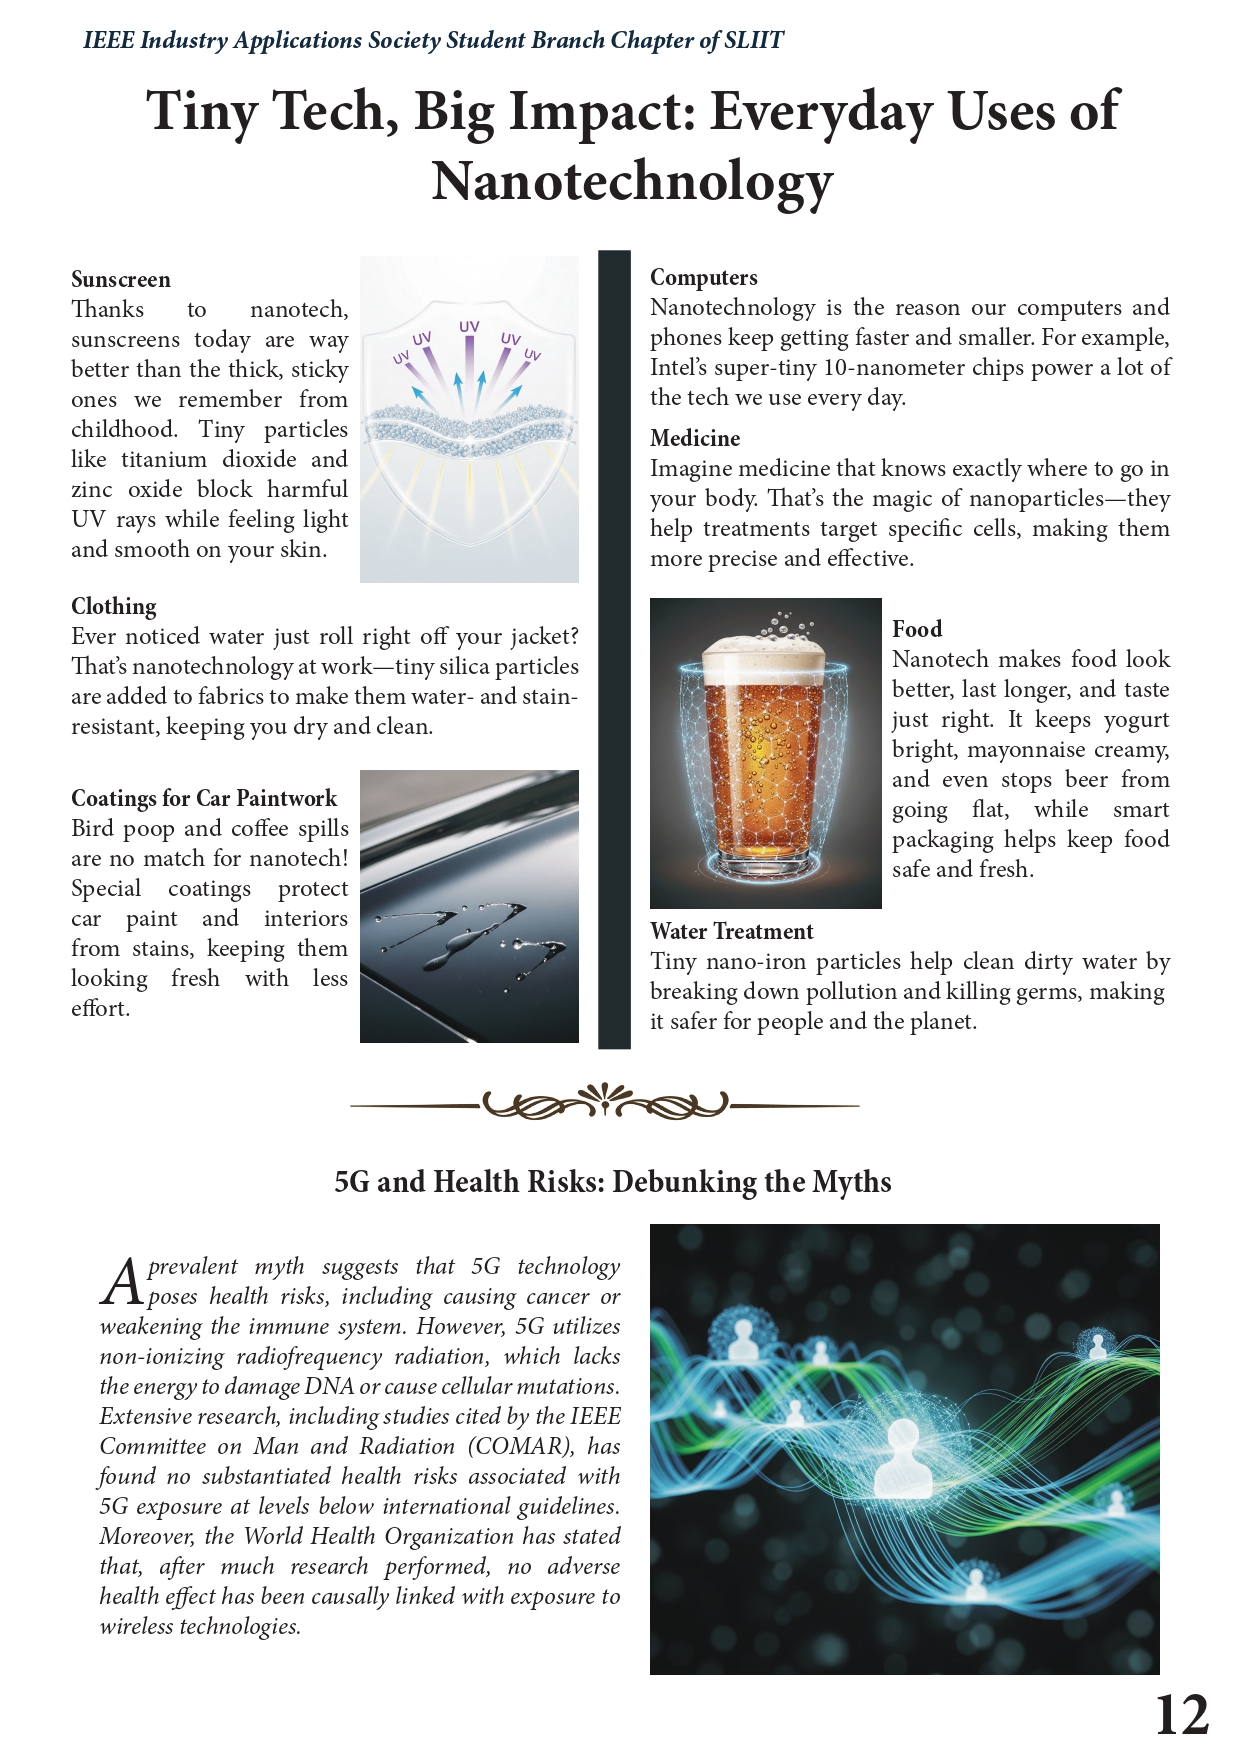 IEEE Industry Applications Society Student Branch Chapter of SLIIT
Tiny Tech, Big Impact: Everyday Uses of
Nanotechnology
Sunscreen
Thanks to nanotech,
sunscreens today are way
better than the thick, sticky
ones we remember from
childhood. Tiny particles
like titanium dioxide and
zinc oxide block harmful
UV rays while feeling light
and smooth on your skin.
UV
UV
UV
UV
UV
Clothing
Ever noticed water just roll right off your jacket?
That’s nanotechnology at work—tiny silica particles
are added to fabrics to make them water- and stain-
resistant, keeping you dry and clean.
Coatings for Car Paintwork
Bird poop and coffee spills
are no match for nanotech!
Special coatings protect
car paint and interiors
from stains, keeping them
looking fresh with less
effort.
Computers
Nanotechnology is the reason our computers and
phones keep getting faster and smaller. For example,
Intel’s super-tiny 10-nanometer chips power a lot of
the tech we use every day.
Medicine
Imagine medicine that knows exactly where to go in
your body. That’s the magic of nanoparticles—they
help treatments target specific cells, making them
more precise and effective.
Food
Nanotech makes food look
better, last longer, and taste
just right. It keeps yogurt
bright, mayonnaise creamy,
and even stops beer from
going flat, while smart
packaging helps keep food
safe and fresh.
Water Treatment
Tiny nano-iron particles help clean dirty water by
breaking down pollution and killing germs, making
it safer for people and the planet.
5G and Health Risks: Debunking the Myths
A prevalent myth suggests that 5G technology
poses health risks, including causing cancer or
weakening the immune system. However, 5G utilizes
non-ionizing radiofrequency radiation, which lacks
the energy to damage DNA or cause cellular mutations.
Extensive research, including studies cited by the IEEE
Committee on Man and Radiation (COMAR), has
found no substantiated health risks associated with
5G exposure at levels below international guidelines.
Moreover, the World Health Organization has stated
that, after much research performed, no adverse
health effect has been causally linked with exposure to
wireless technologies.
12